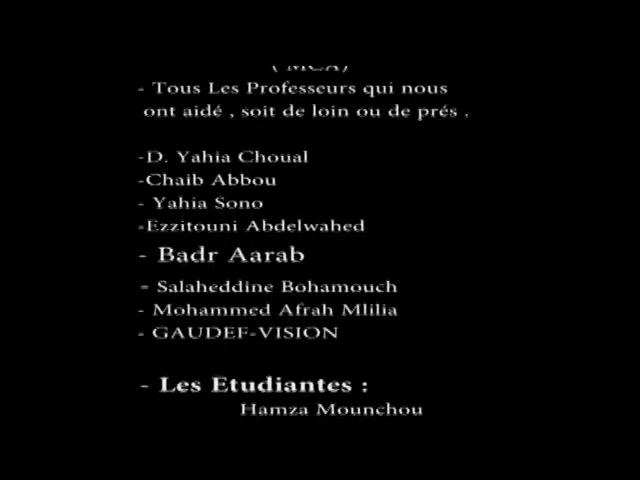 ( MCA)
- Tous Les Professeurs qui nous
ont aidé , soit de loin ou de prés .
-D. Yahia Choual
-Chaib Abbou
- Yahia Sono
-Ezzitouni Abdelwahed
- Badr Aarab
- Salaheddine Bohamouch
- Mohammed Afrah Mlilia
- GAUDEF-VISION
- Les Etudiantes :
Hamza Mounchou